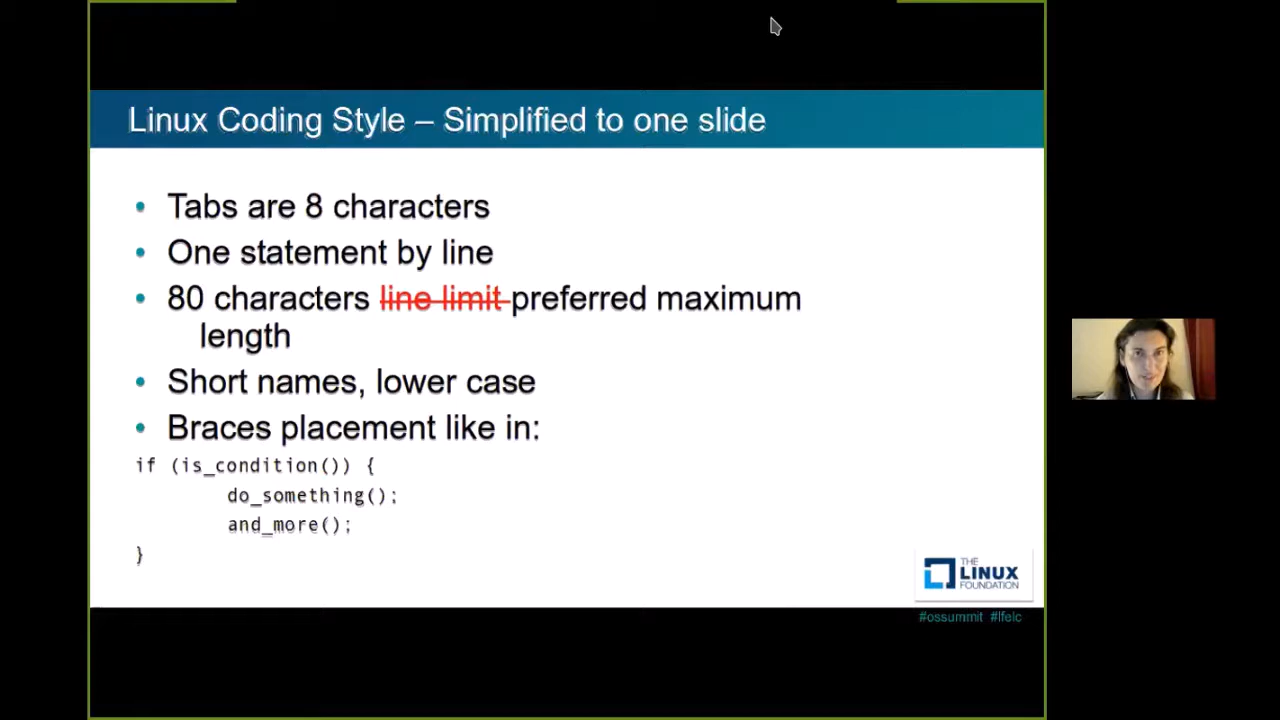 Linux Coding Style – Simplified to one slide
Tabs are 8 characters
One statement by line
80 characters line limit preferred maximum
length
Short names, lower case
Braces placement like in:
if (is_condition()) {
do_something();
and_more();
}
THE
LINUX
FOUNDATION
#ossummit #lfelc